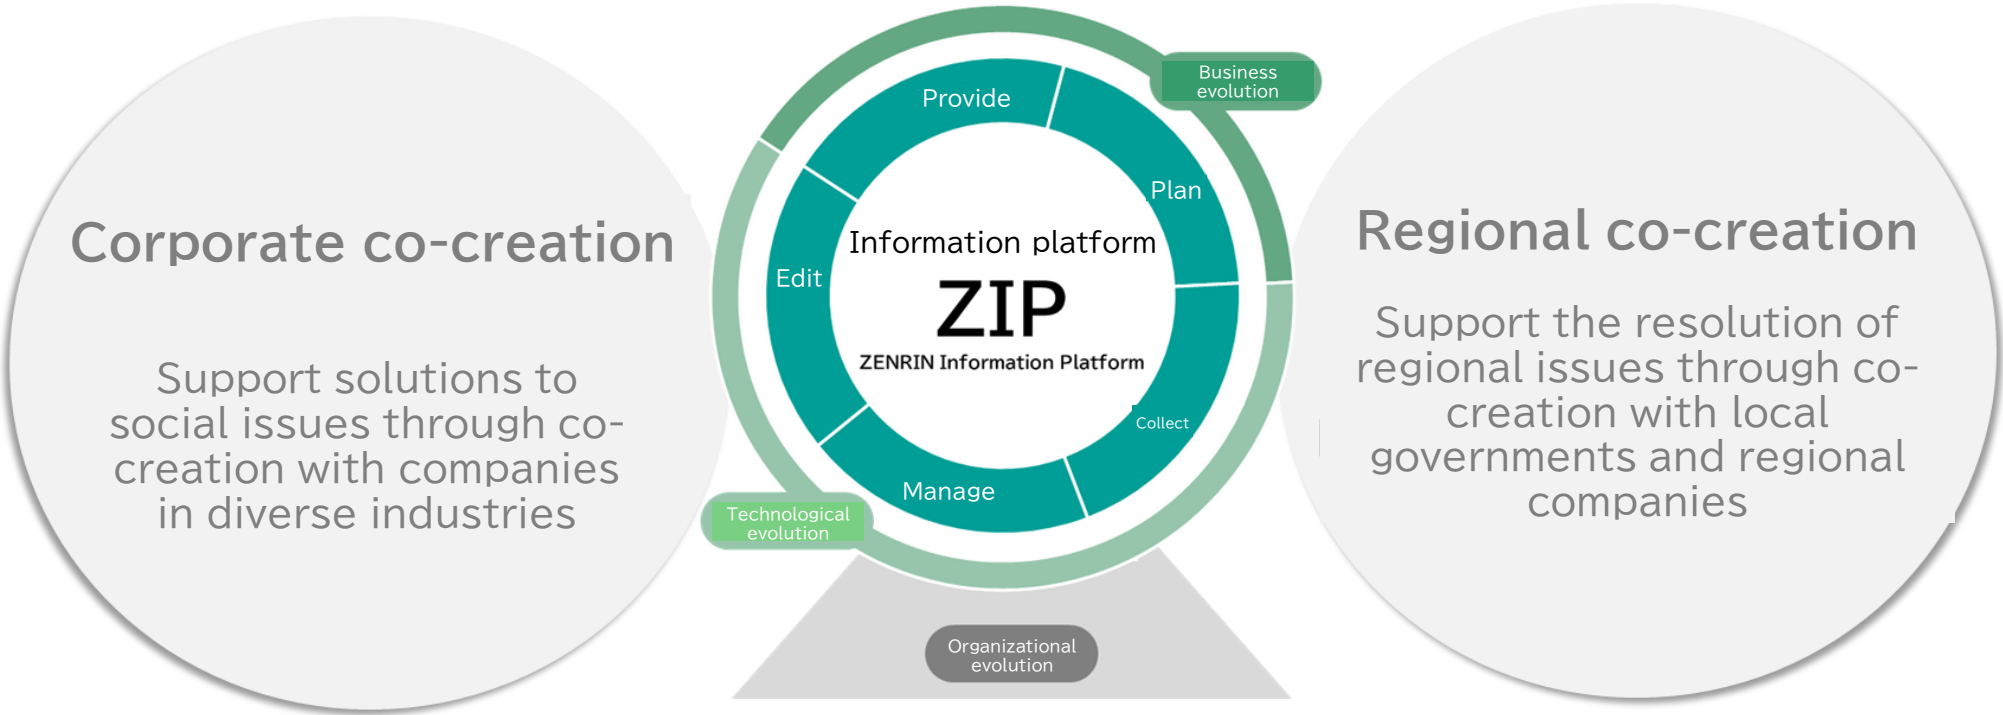 Corporate co-creation
Support solutions to
social issues through co-
creation with companies
in diverse industries
Business
evolution
Provide
Plan
Edit
Information platform
ZIP
ZENRIN Information Platform
Collect
Manage
Technological
evolution
Organizational
evolution
Regional co-creation
Support the resolution of
regional issues through co-
creation with local
governments and regional
companies